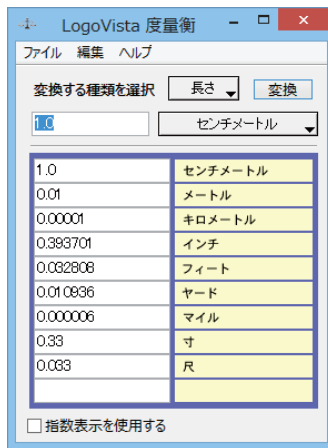 LogoVista 度量衡
ファイル 編集 ヘルプ
変換する種類を選択 長さ 変換
1.0 センチメートル
1.0 センチメートル
0.01 メートル
0.00001 キロメートル
0.393701 インチ
0.032808 フィート
0.010936 ヤード
0.000006 マイル
0.33 寸
0.033 尺
指数表示を使用する